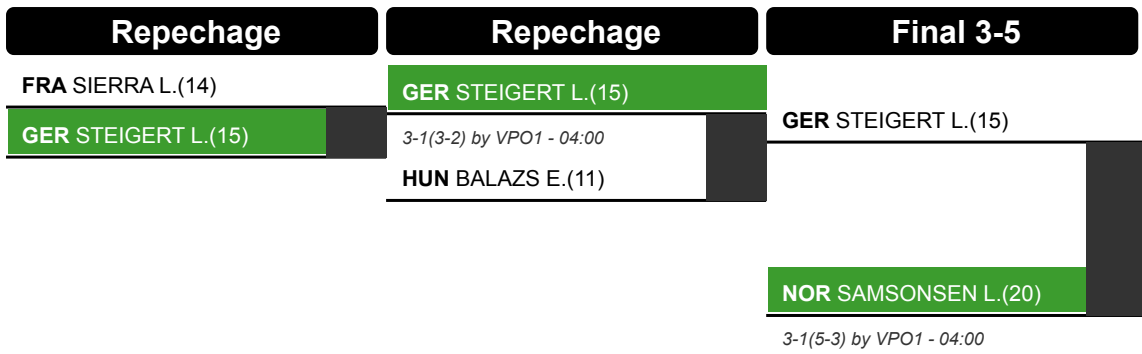 Repechage
Repechage
Final 3-5
FRA SIERRA L.(14)
GER STEIGERT L.(15)
GER STEIGERT L.(15)
3-1(3-2) by VPO1 - 04:00
HUN BALAZS E.(11)
GER STEIGERT L.(15)
NOR SAMSONSEN L.(20)
3-1(5-3) by VPO1 - 04:00